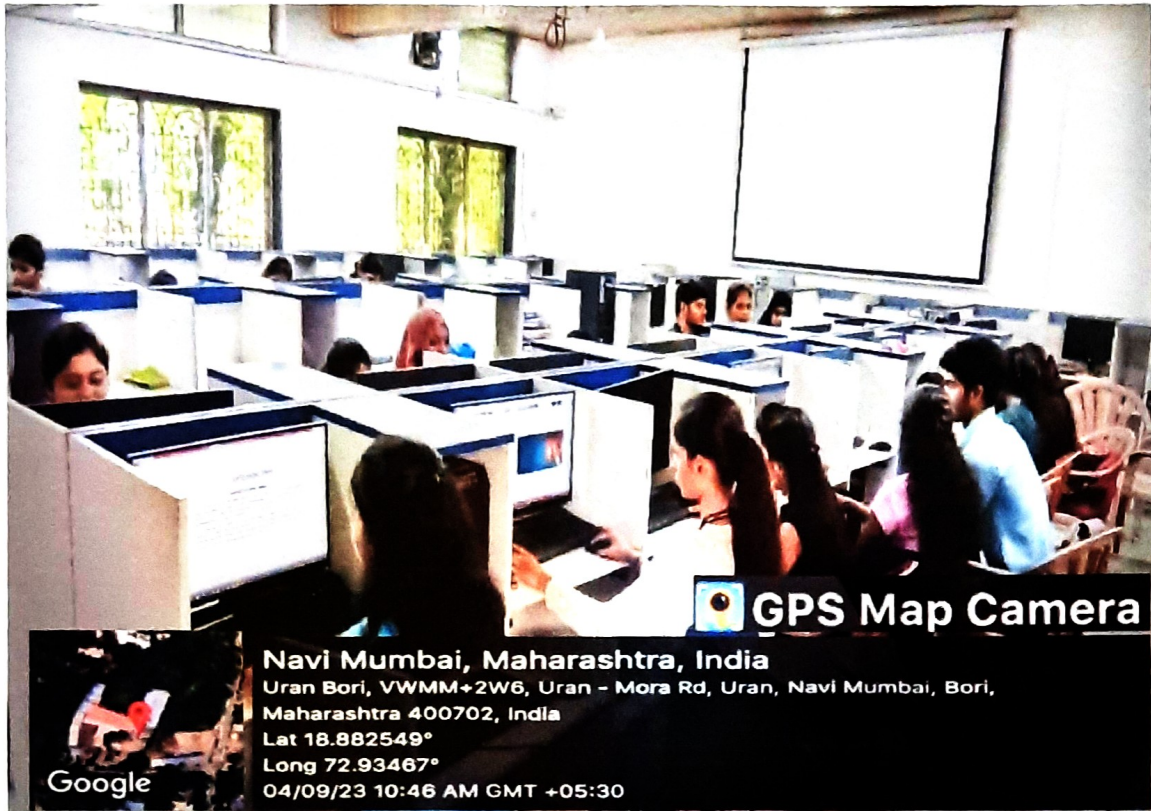 GPS Map Camera
Navi Mumbai, Maharashtra, India
Uran Bori, VWMM+2W6, Uran - Mora Rd, Uran, Navi Mumbai, Bori,
Maharashtra 400702, India
Lat 18.882549°
Long 72.93467°
04/09/23 10:46 AM GMT +05:30
Google